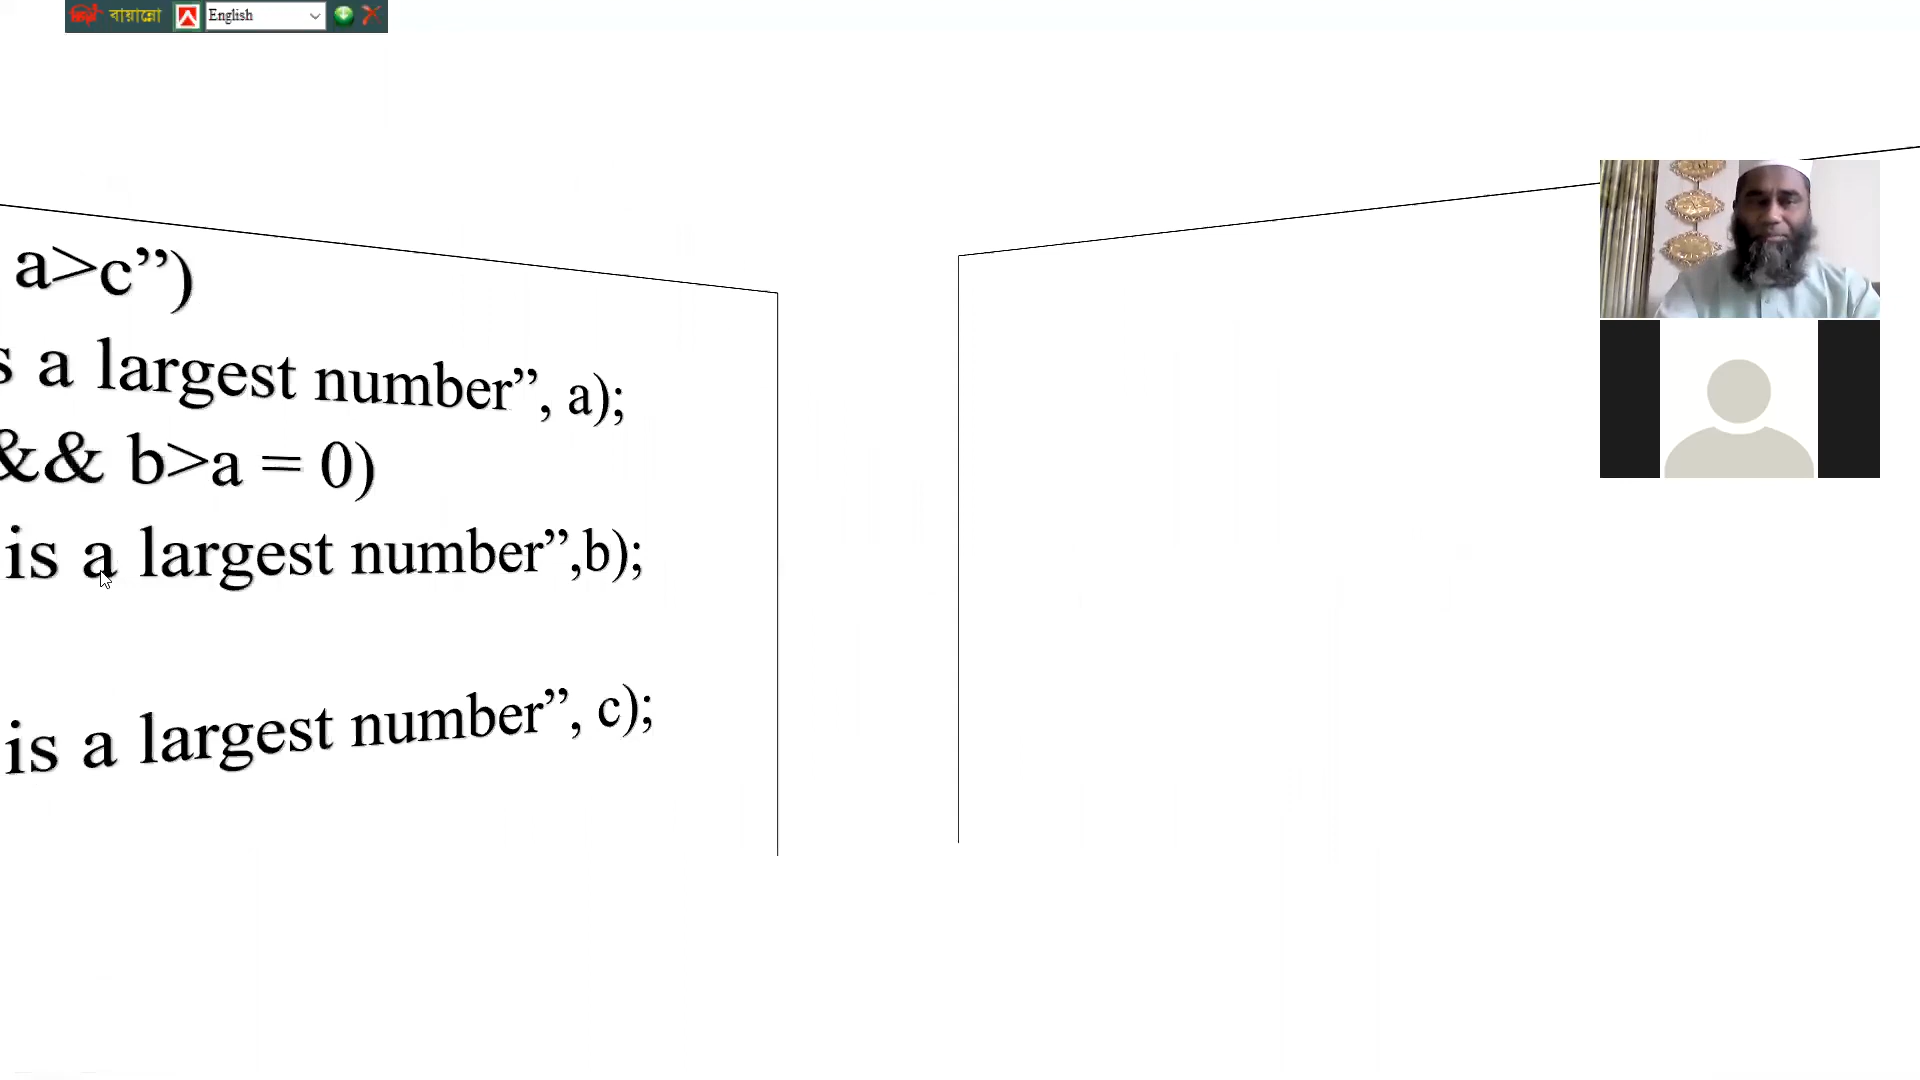 বায়ান্নো English
a>c”)
s a largest number”, a);
&& b>a = 0)
is a largest number”,b);
is a largest number”, c);